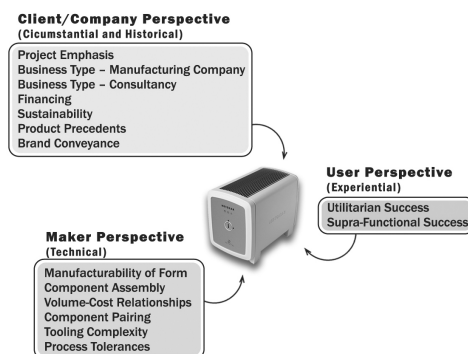 Client/Company Perspective
(Cicumstantial and Historical)
Project Emphasis
Business Type – Manufacturing Company
Business Type – Consultancy
Financing
Sustainability
Product Precedents
Brand Conveyance
User Perspective
(Experiential)
Utilitarian Success
Supra-Functional Success
Maker Perspective
(Technical)
Manufacturability of Form
Component Assembly
Volume-Cost Relationships
Component Pairing
Tooling Complexity
Process Tolerances